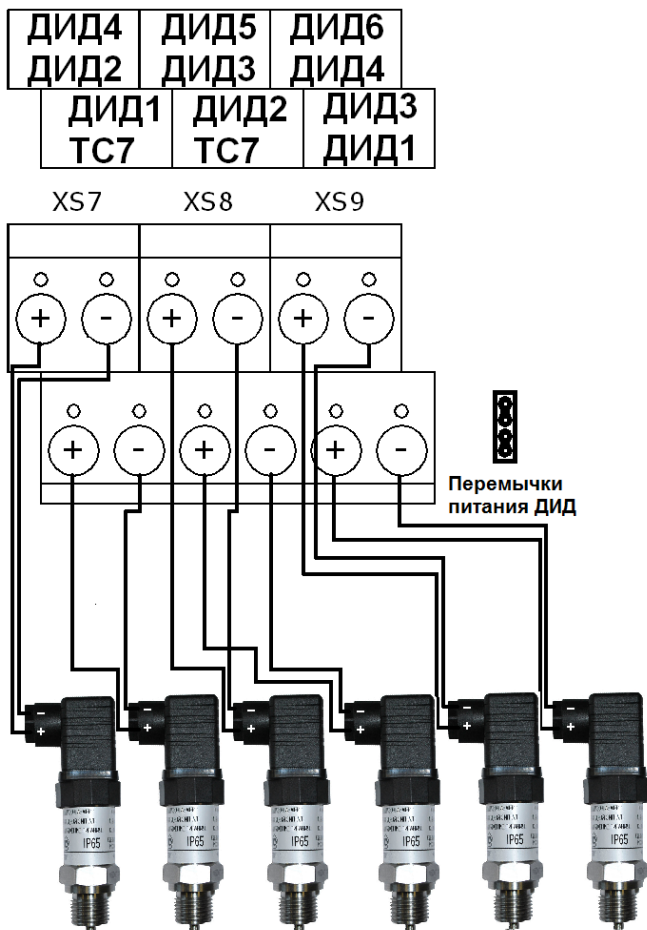 ДИД4 ДИД5 ДИД6
ДИД2 ДИД3 ДИД4
ДИД1 ДИД2 ДИД3
ТС7 ТС7 ДИД1
XS7 XS8 XS9
+ - + - + -
+ - + - + -
Перемычки
питания ДИД
- - - - - -
+ + + + + +
IP65 IP65 IP65 IP65 IP65 IP65